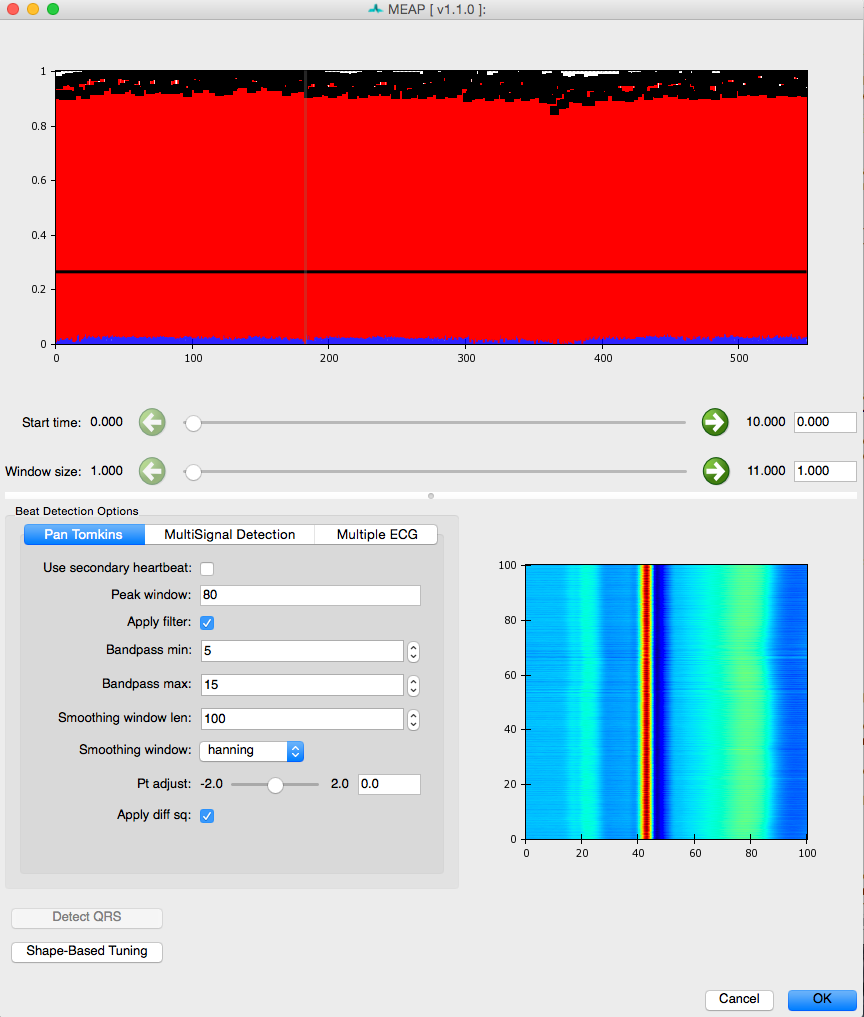 MEAP [ v1.1.0 ]:
1
0.8
0.6
0.4
0.2
0
0 100 200 300 400 500
Start time: 0.000 10.000 0.000
Window size: 1.000 11.000 1.000
Beat Detection Options
Pan Tomkins MultiSignal Detection Multiple ECG
Use secondary heartbeat:
Peak window: 80
Apply filter:
Bandpass min: 5
Bandpass max: 15
Smoothing window len: 100
Smoothing window: hanning
Pt adjust: -2.0 2.0 0.0
Apply diff sq:
100
80
60
40
20
0
0 20 40 60 80 100
Detect QRS
Shape-Based Tuning
Cancel OK